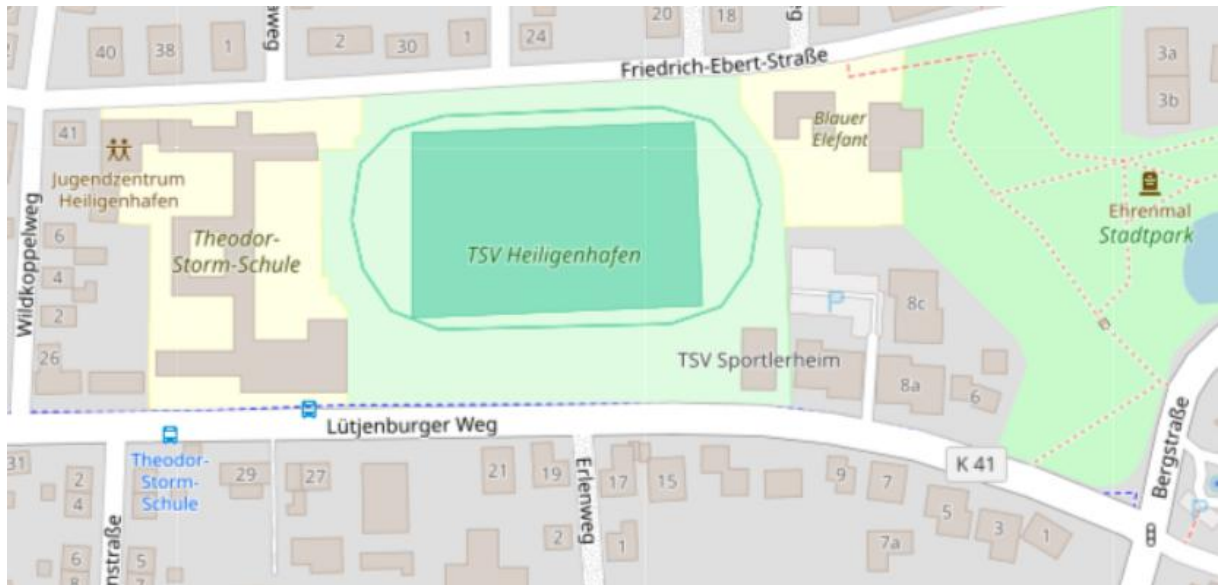 40
38
1
2
30
1
24
20
18
3a
3b
Friedrich-Ebert-Straße
41
Jugendzentrum
Heiligenhafen
Blauer
Elefant
Ehrenmal
Stadtpark
Wildkoppelweg
6
4
2
26
Theodor-
Storm-Schule
TSV Heiligenhafen
P
8c
TSV Sportlerheim
8a
6
Lütjenburger Weg
K 41
Bergstraße
Theodor-
Storm-
Schule
31
2
4
29
27
21
19
17
15
9
7
5
3
1
7a
Erlenweg
2
1
6
8
5
7
P